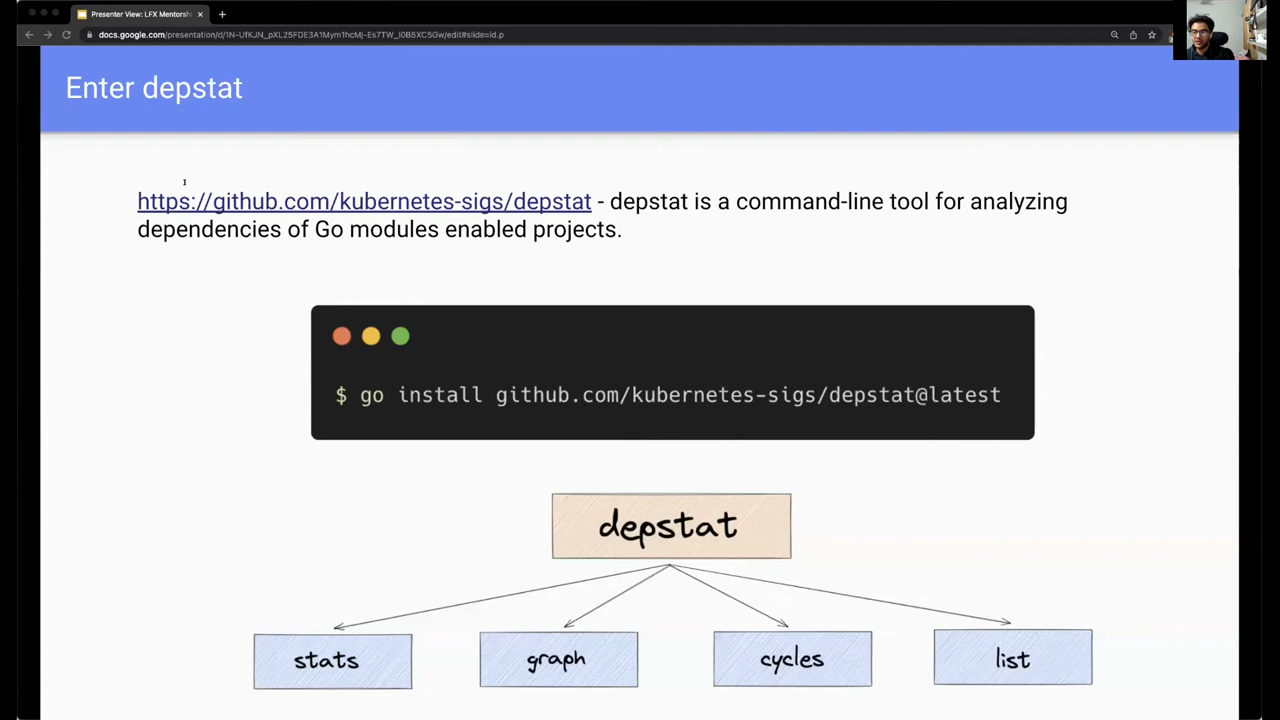 Presenter View: LFX Mentorsh
docs.google.com/presentation/d/1N-UfKJN_pXL25FDE3A1Mym1hcMj-Es7TW_I0B5XC5Gw/edit#slide=id.p
Enter depstat
https://github.com/kubernetes-sigs/depstat - depstat is a command-line tool for analyzing
dependencies of Go modules enabled projects.
$ go install github.com/kubernetes-sigs/depstat@latest
depstat
stats graph cycles list